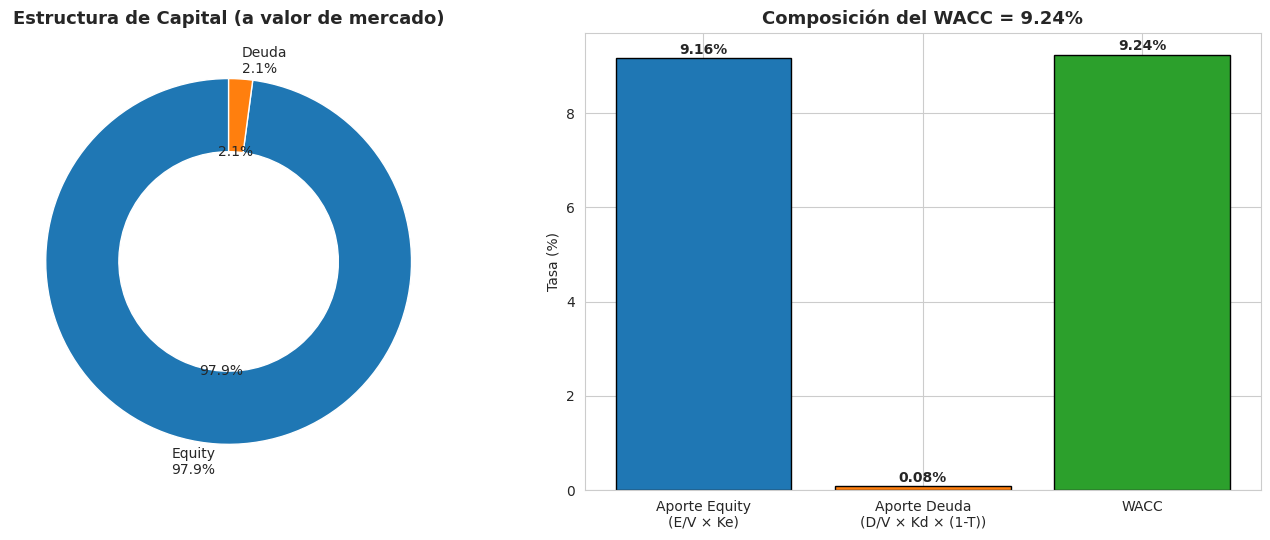 Estructura de Capital (a valor de mercado)
Deuda
2.1%
2.1%
97.9%
Equity
97.9%
Composición del WACC = 9.24%
Tasa (%)
8
6
4
2
0
9.16%
0.08%
9.24%
Aporte Equity
(E/V × Ke)
Aporte Deuda
(D/V × Kd × (1-T))
WACC